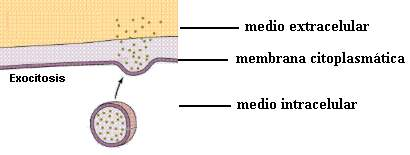 medio extracelular
membrana citoplasmática
Exocitosis
medio intracelular